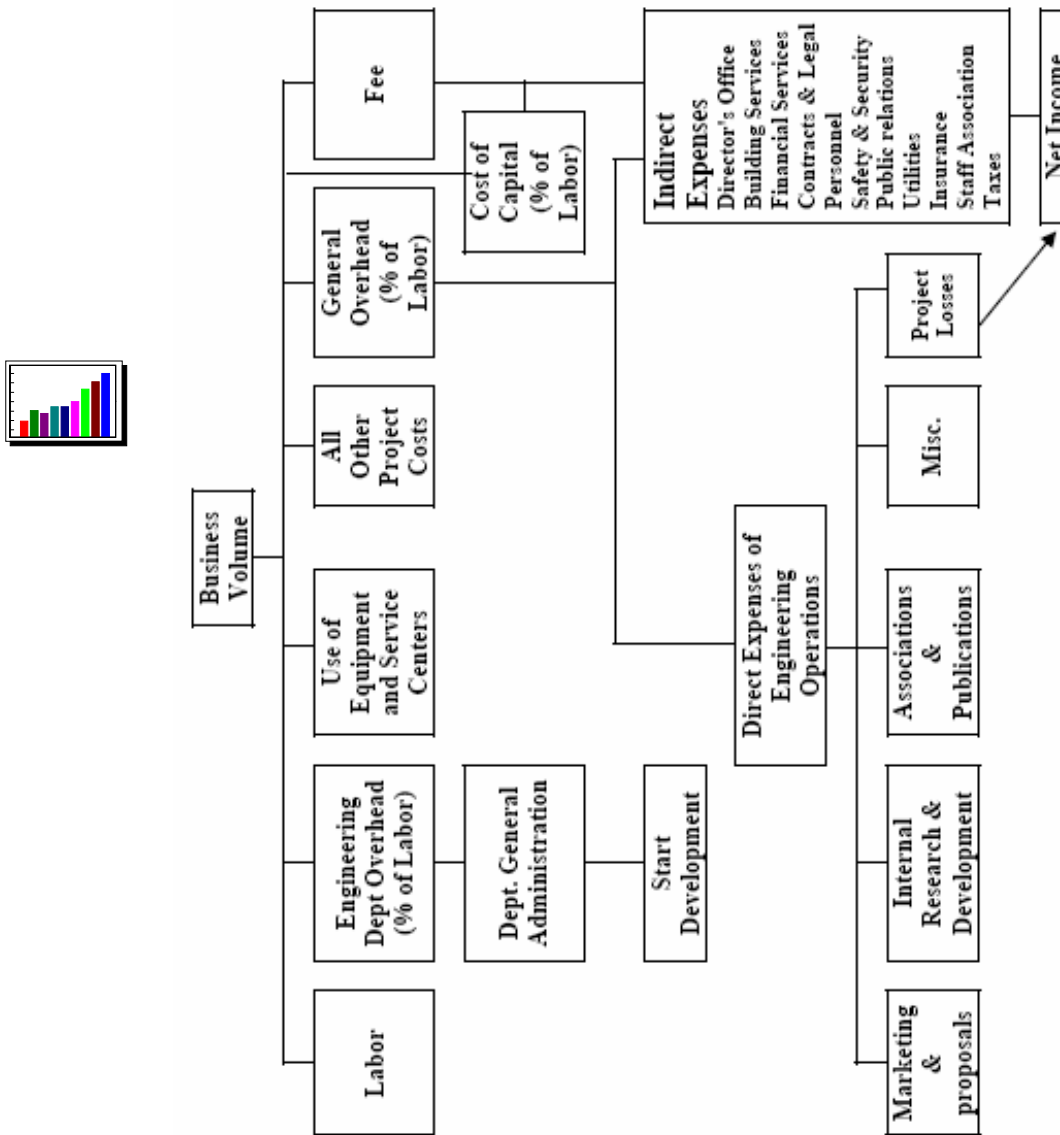 Business
Volume
Labor
Engineering
Dept Overhead
(% of Labor)
Use of
Equipment
and Service
Centers
All
Other
Project
Costs
General
Overhead
(% of
Labor)
Fee
Dept. General
Administration
Cost of
Capital
(% of
Labor)
Start
Development
Indirect
Expenses
Director's Office
Building Services
Financial Services
Contracts & Legal
Personnel
Safety & Security
Public relations
Utilities
Insurance
Staff Association
Taxes
Direct Expenses of
Engineering
Operations
Marketing
&
proposals
Internal
Research &
Development
Associations
&
Publications
Misc.
Project
Losses
Net Income